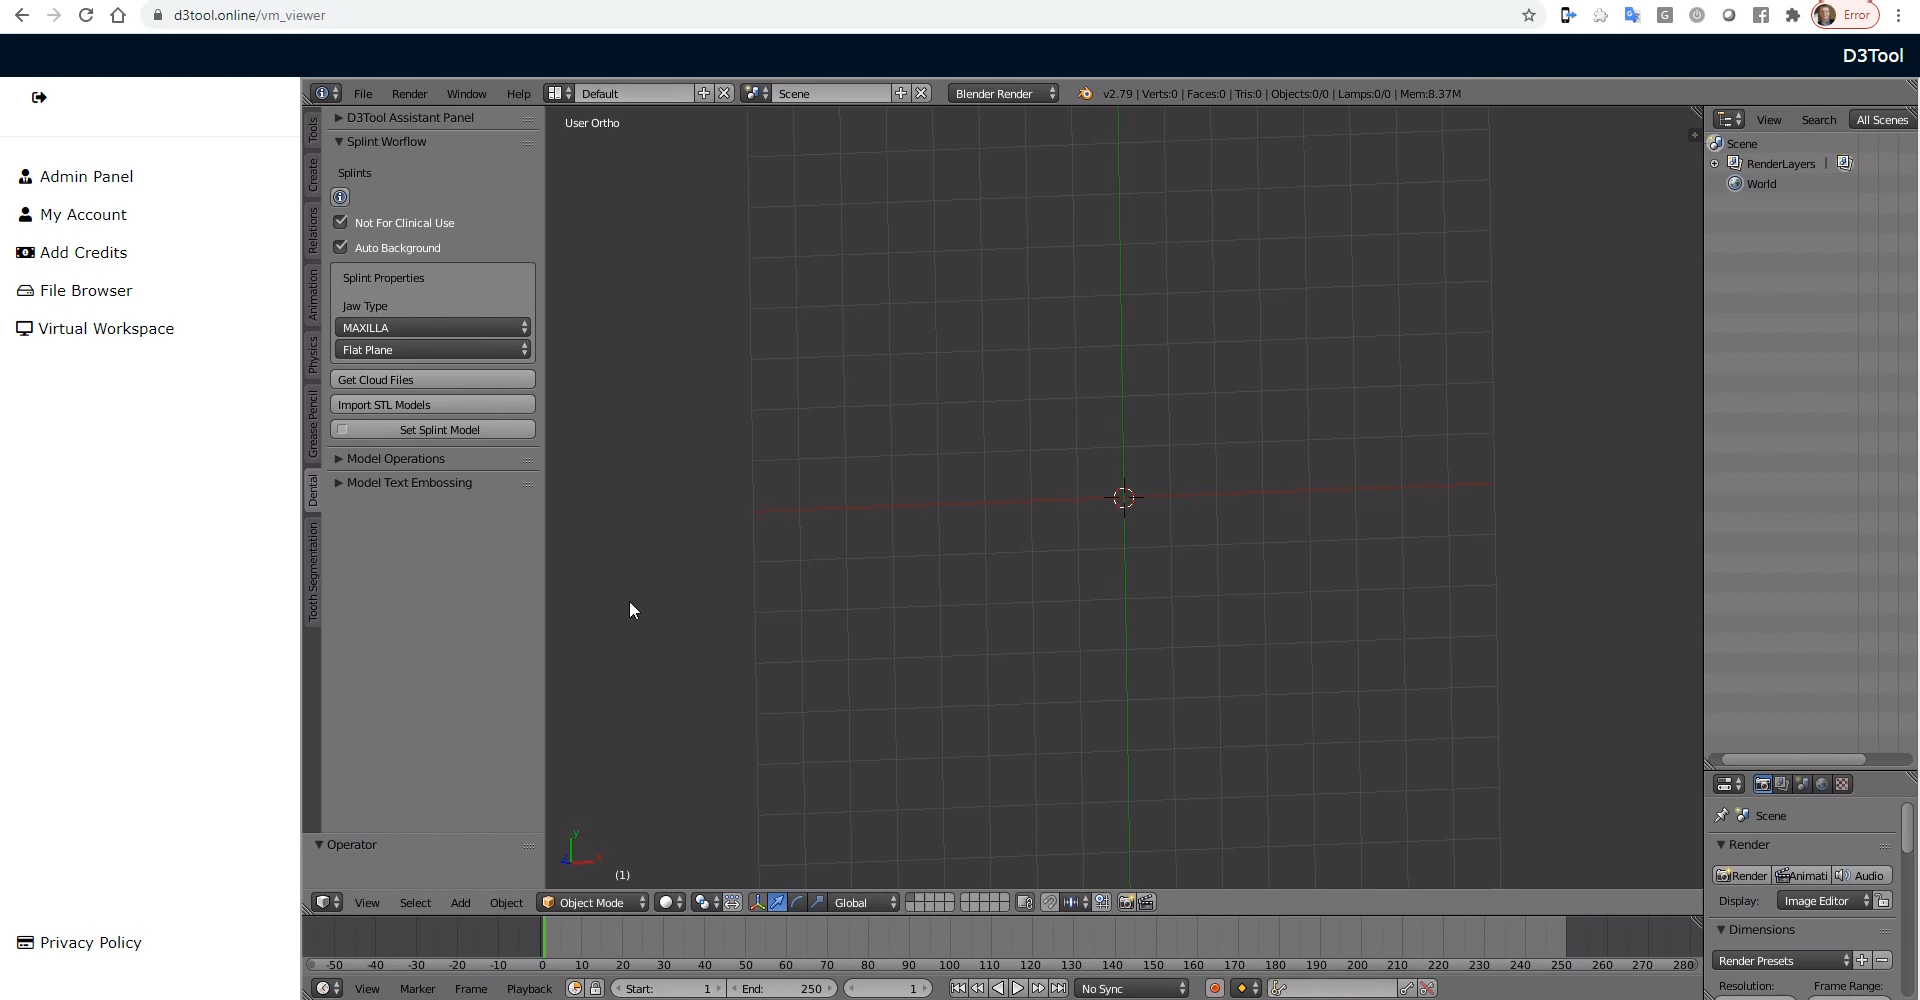 d3tool.online/vm_viewer
Error
D3Tool
Admin Panel
My Account
Add Credits
File Browser
Virtual Workspace
Privacy Policy
File Render Window Help Default Scene Blender Render v2.79 | Verts:0 | Faces:0 | Tris:0 | Objects:0/0 | Lamps:0/0 | Mem:8.37M
Tools
Create
Relations
Animation
Physics
Grease Pencil
Dental
Tooth Segmentation
D3Tool Assistant Panel
Splint Worflow
Splints
Not For Clinical Use
Auto Background
Splint Properties
Jaw Type
MAXILLA
Flat Plane
Get Cloud Files
Import STL Models
Set Splint Model
Model Operations
Model Text Embossing
Operator
User Ortho
y
(1)
View Search All Scenes
Scene
RenderLayers |
World
Scene
Render
Render Animati Audio
Display: Image Editor
Dimensions
Render Presets
Resolution: Frame Range:
View Select Add Object Object Mode Global
-50 -40 -30 -20 -10 0 10 20 30 40 50 60 70 80 90 100 110 120 130 140 150 160 170 180 190 200 210 220 230 240 250 260 270 280
View Marker Frame Playback Start: 1 End: 250 1 No Sync